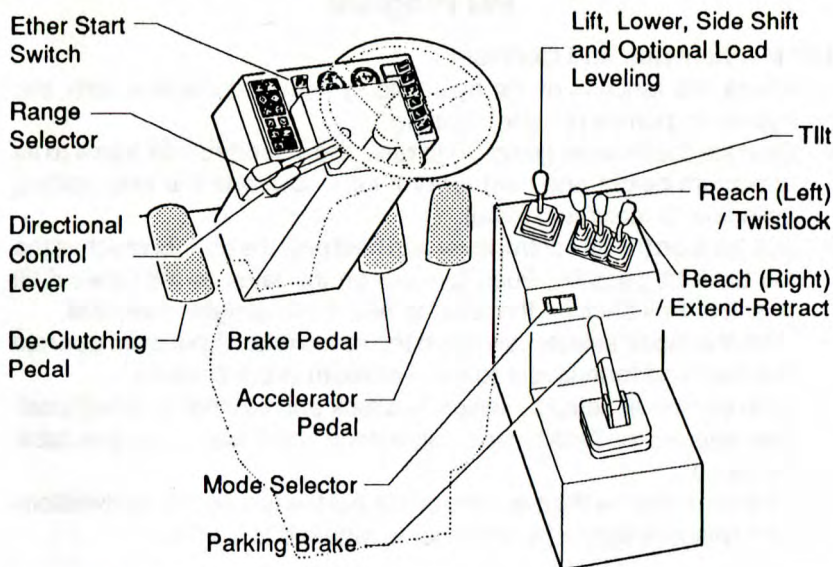 Ether Start
Switch
Range
Selector
Directional
Control
Lever
De-Clutching
Pedal
Brake Pedal
Accelerator
Pedal
Mode Selector
Parking Brake
Lift, Lower, Side Shift
and Optional Load
Leveling
Tilt
Reach (Left)
/ Twistlock
Reach (Right)
/ Extend-Retract